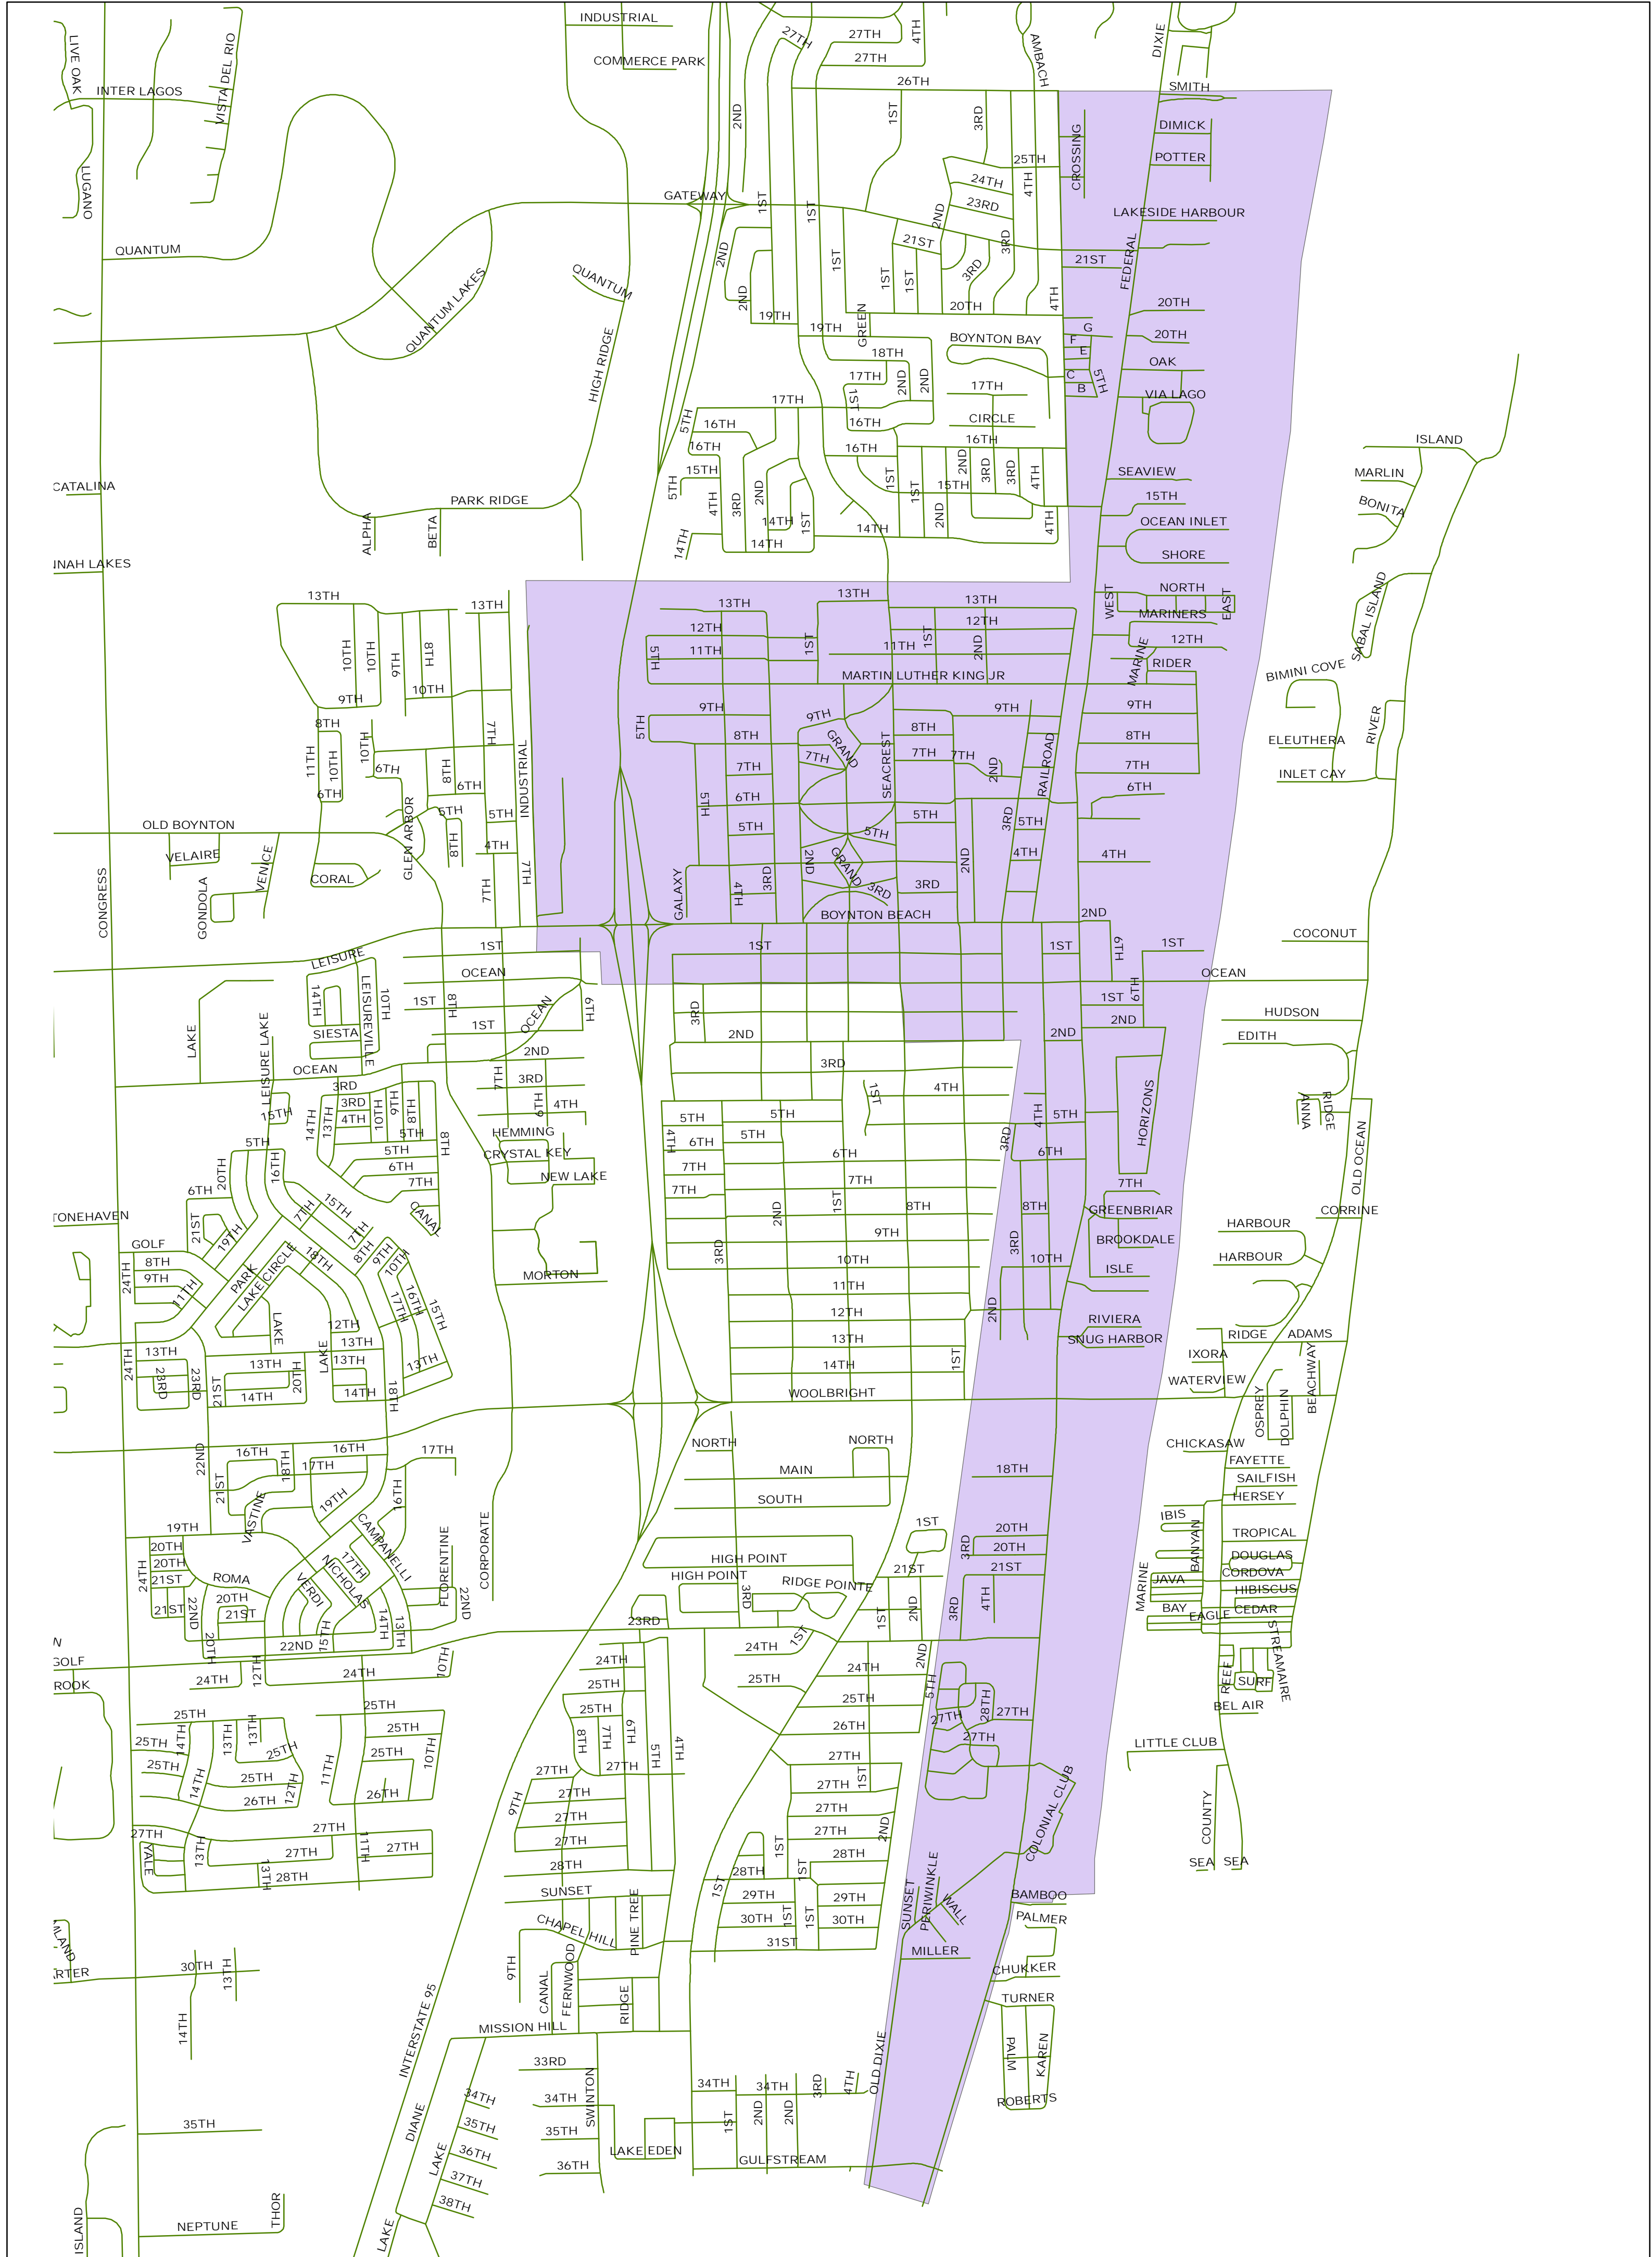 INDUSTRIAL
COMMERCE PARK
27TH
27TH
27TH
4TH
AMBACH
DIXIE
LIVE OAK
INTER LAGOS
VISTA DEL RIO
LUGANO
2ND
26TH
1ST
3RD
SMITH
DIMICK
CROSSING
POTTER
25TH
24TH
4TH
23RD
GATEWAY
1ST
1ST
2ND
LAKESIDE HARBOUR
QUANTUM
QUANTUM LAKES
QUANTUM
2ND
21ST
1ST
1ST
1ST
3RD
3RD
FEDERAL
21ST
2ND
19TH
19TH
GREEN
20TH
4TH
20TH
20TH
HIGH RIDGE
BOYNTON BAY
G
F
E
C
B
5TH
OAK
VIA LAGO
18TH
17TH
2ND
2ND
1ST
17TH
17TH
5TH
16TH
16TH
CIRCLE
16TH
16TH
16TH
ISLAND
CATALINA
PARK RIDGE
ALPHA
BETA
15TH
5TH
4TH
3RD
2ND
1ST
14TH
14TH
14TH
14TH
1ST
1ST
2ND
15TH
2ND
3RD
3RD
4TH
4TH
SEAVIEW
15TH
OCEAN INLET
SHORE
MARLIN
BONITA
INAH LAKES
13TH
13TH
13TH
13TH
13TH
NORTH
WEST
EAST
MARINERS
SABAL ISLAND
10TH
10TH
9TH
8TH
12TH
11TH
5TH
1ST
11TH
1ST
12TH
2ND
12TH
MARINE
RIDER
BIMINI COVE
10TH
9TH
MARTIN LUTHER KING JR
8TH
11TH
10TH
10TH
6TH
6TH
7TH
8TH
6TH
INDUSTRIAL
5TH
9TH
8TH
7TH
6TH
5TH
5TH
9TH
GRAND
7TH
SEACREST
8TH
7TH
7TH
9TH
2ND
RAILROAD
9TH
8TH
7TH
6TH
RIVER
ELEUTHERA
INLET CAY
OLD BOYNTON
VELAIRE
VENICE
GONDOLA
CORAL
GLEN ARBOR
5TH
8TH
5TH
4TH
7TH
7TH
GALAXY
4TH
3RD
2ND
GRAND
5TH
3RD
5TH
3RD
2ND
3RD
5TH
4TH
4TH
CONGRESS
BOYNTON BEACH
2ND
COCONUT
LEISURE
1ST
1ST
1ST
6TH
1ST
LAKE
14TH
LEISUREVILLE
10TH
OCEAN
1ST
8TH
OCEAN
6TH
OCEAN
SIESTA
1ST
3RD
1ST
6TH
HUDSON
LEISURE LAKE
OCEAN
2ND
2ND
2ND
2ND
EDITH
3RD
7TH
3RD
3RD
15TH
14TH
13TH
3RD
4TH
10TH
9TH
8TH
6TH
4TH
1ST
4TH
4TH
5TH
HORIZONS
ANNA
RIDGE
5TH
5TH
8TH
HEMMING
5TH
5TH
4TH
5TH
3RD
5TH
16TH
CRYSTAL KEY
6TH
6TH
6TH
OLD OCEAN
20TH
6TH
NEW LAKE
7TH
7TH
6TH
7TH
15TH
7TH
7TH
2ND
1ST
8TH
8TH
7TH
GREENBRIAR
CORRINE
TONEHAVEN
21ST
19TH
CANAL
7TH
8TH
9TH
10TH
9TH
3RD
BROOKDALE
HARBOUR
HARBOUR
GOLF
8TH
9TH
24TH
11TH
PARK
LAKE CIRCLE
18TH
3RD
10TH
10TH
ISLE
MORTON
17TH
16TH
15TH
11TH
2ND
RIVIERA
12TH
LAKE
12TH
13TH
13TH
SNUG HARBOR
RIDGE
ADAMS
LAKE
13TH
13TH
13TH
13TH
14TH
1ST
IXORA
24TH
23RD
23RD
21ST
14TH
20TH
14TH
18TH
WOOLBRIGHT
WATERVIEW
BEACHWAY
OSPREY
DOLPHIN
22ND
16TH
16TH
17TH
NORTH
NORTH
CHICKASAW
21ST
18TH
17TH
MAIN
18TH
FAYETTE
SAILFISH
VASTINE
19TH
19TH
SOUTH
HERSEY
IBIS
19TH
CAMPANELLI
FLORENTINE
CORPORATE
1ST
20TH
TROPICAL
BANYAN
20TH
20TH
3RD
20TH
DOUGLAS
24TH
21ST
ROMA
17TH
NICHOLAS
HIGH POINT
HIGH POINT
21ST
21ST
CORDOVA
JAVA
MARINE
HIBISCUS
21ST
22ND
20TH
21ST
VERDI
14TH
13TH
22ND
3RD
RIDGE POINTE
1ST
2ND
3RD
4TH
BAY
EAGLE
CEDAR
23RD
20TH
22ND
15TH
24TH
1ST
STREAMAIRE
GOLF
ROOK
24TH
12TH
24TH
10TH
24TH
25TH
24TH
2ND
5TH
REEF
SURF
25TH
25TH
25TH
28TH
27TH
27TH
27TH
BEL AIR
25TH
25TH
25TH
14TH
13TH
13TH
25TH
25TH
25TH
25TH
8TH
7TH
6TH
5TH
4TH
26TH
LITTLE CLUB
14TH
25TH
26TH
12TH
11TH
26TH
10TH
9TH
27TH
27TH
27TH
27TH
27TH
27TH
27TH
1ST
27TH
27TH
2ND
COLONIAL CLUB
COUNTY
27TH
YALE
13TH
27TH
27TH
13TH
28TH
11TH
27TH
28TH
28TH
1ST
1ST
28TH
SEA
SEA
SUNSET
PINE TREE
1ST
29TH
30TH
31ST
1ST
1ST
29TH
30TH
SUNSET
PERIWINKLE
WALL
BAMBOO
PALMER
CHAPEL HILL
MILLER
9TH
CANAL
FERNWOOD
RIDGE
CHUKKER
30TH
13TH
14TH
INTERSTATE 95
MISSION HILL
TURNER
PALM
KAREN
ROBERTS
33RD
34TH
SWINTON
34TH
35TH
36TH
37TH
38TH
34TH
34TH
3RD
4TH
OLD DIXIE
35TH
DIANE
LAKE
35TH
36TH
LAKE EDEN
1ST
2ND
2ND
GULFSTREAM
ISLAND
NEPTUNE
THOR
LAKE